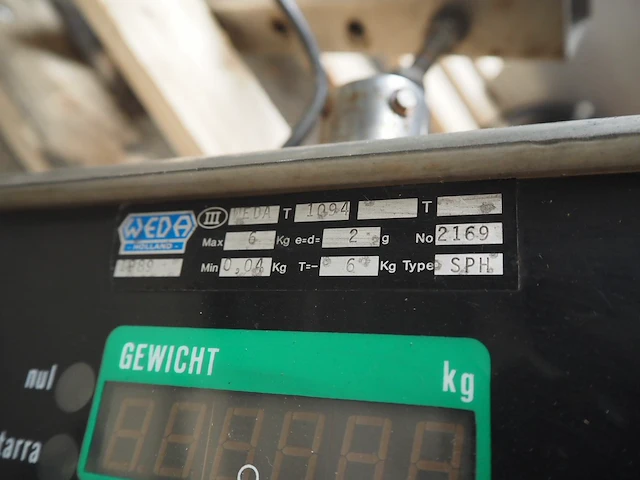 WEDA HOLLAND III WEDA T 1094 T
Max 6 Kg e=d= 2 g No 2169
Min 0,04 Kg T=- 6 Kg Type SPH
GEWICHT kg
nul
tarra